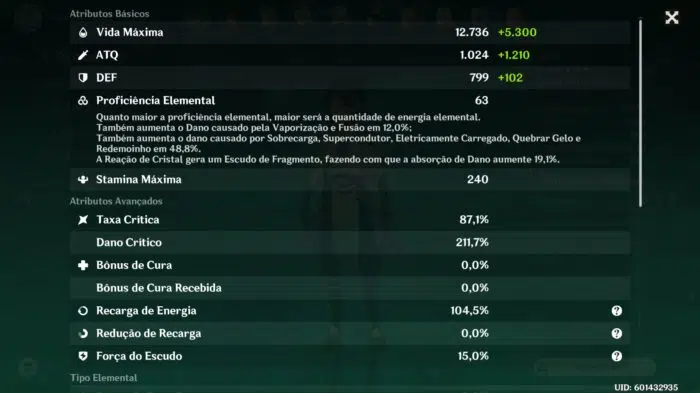 Atributos Básicos
Vida Máxima 12.736 +5.300
ATQ 1.024 +1.210
DEF 799 +102
Proficiência Elemental 63
Quanto maior a proficiência elemental, maior será a quantidade de energia elemental.
Também aumenta o Dano causado pela Vaporização e Fusão em 12,0%;
Também aumenta o dano causado por Sobrecarga, Supercondutor, Eletricamente Carregado, Quebrar Gelo e
Redemoinho em 48,8%.
A Reação de Cristal gera um Escudo de Fragmento, fazendo com que a absorção de Dano aumente 19,1%.
Stamina Máxima 240
Atributos Avançados
Taxa Crítica 87,1%
Dano Crítico 211,7%
Bônus de Cura 0,0%
Bônus de Cura Recebida 0,0%
Recarga de Energia 104,5% ?
Redução de Recarga 0,0% ?
Força do Escudo 15,0% ?
Tipo Elemental
UID: 601432935